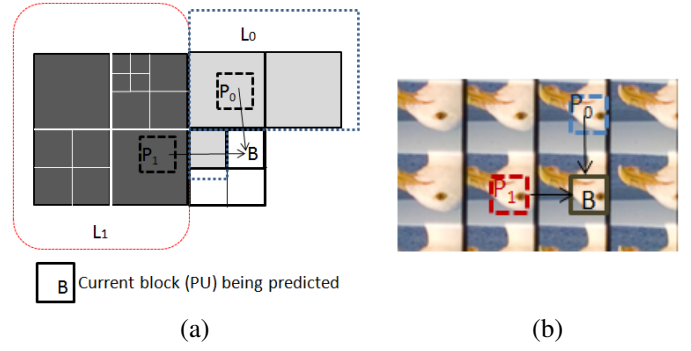 L0
P0
P1
B
L1
B Current block (PU) being predicted
P0
P1
B
(a)
(b)